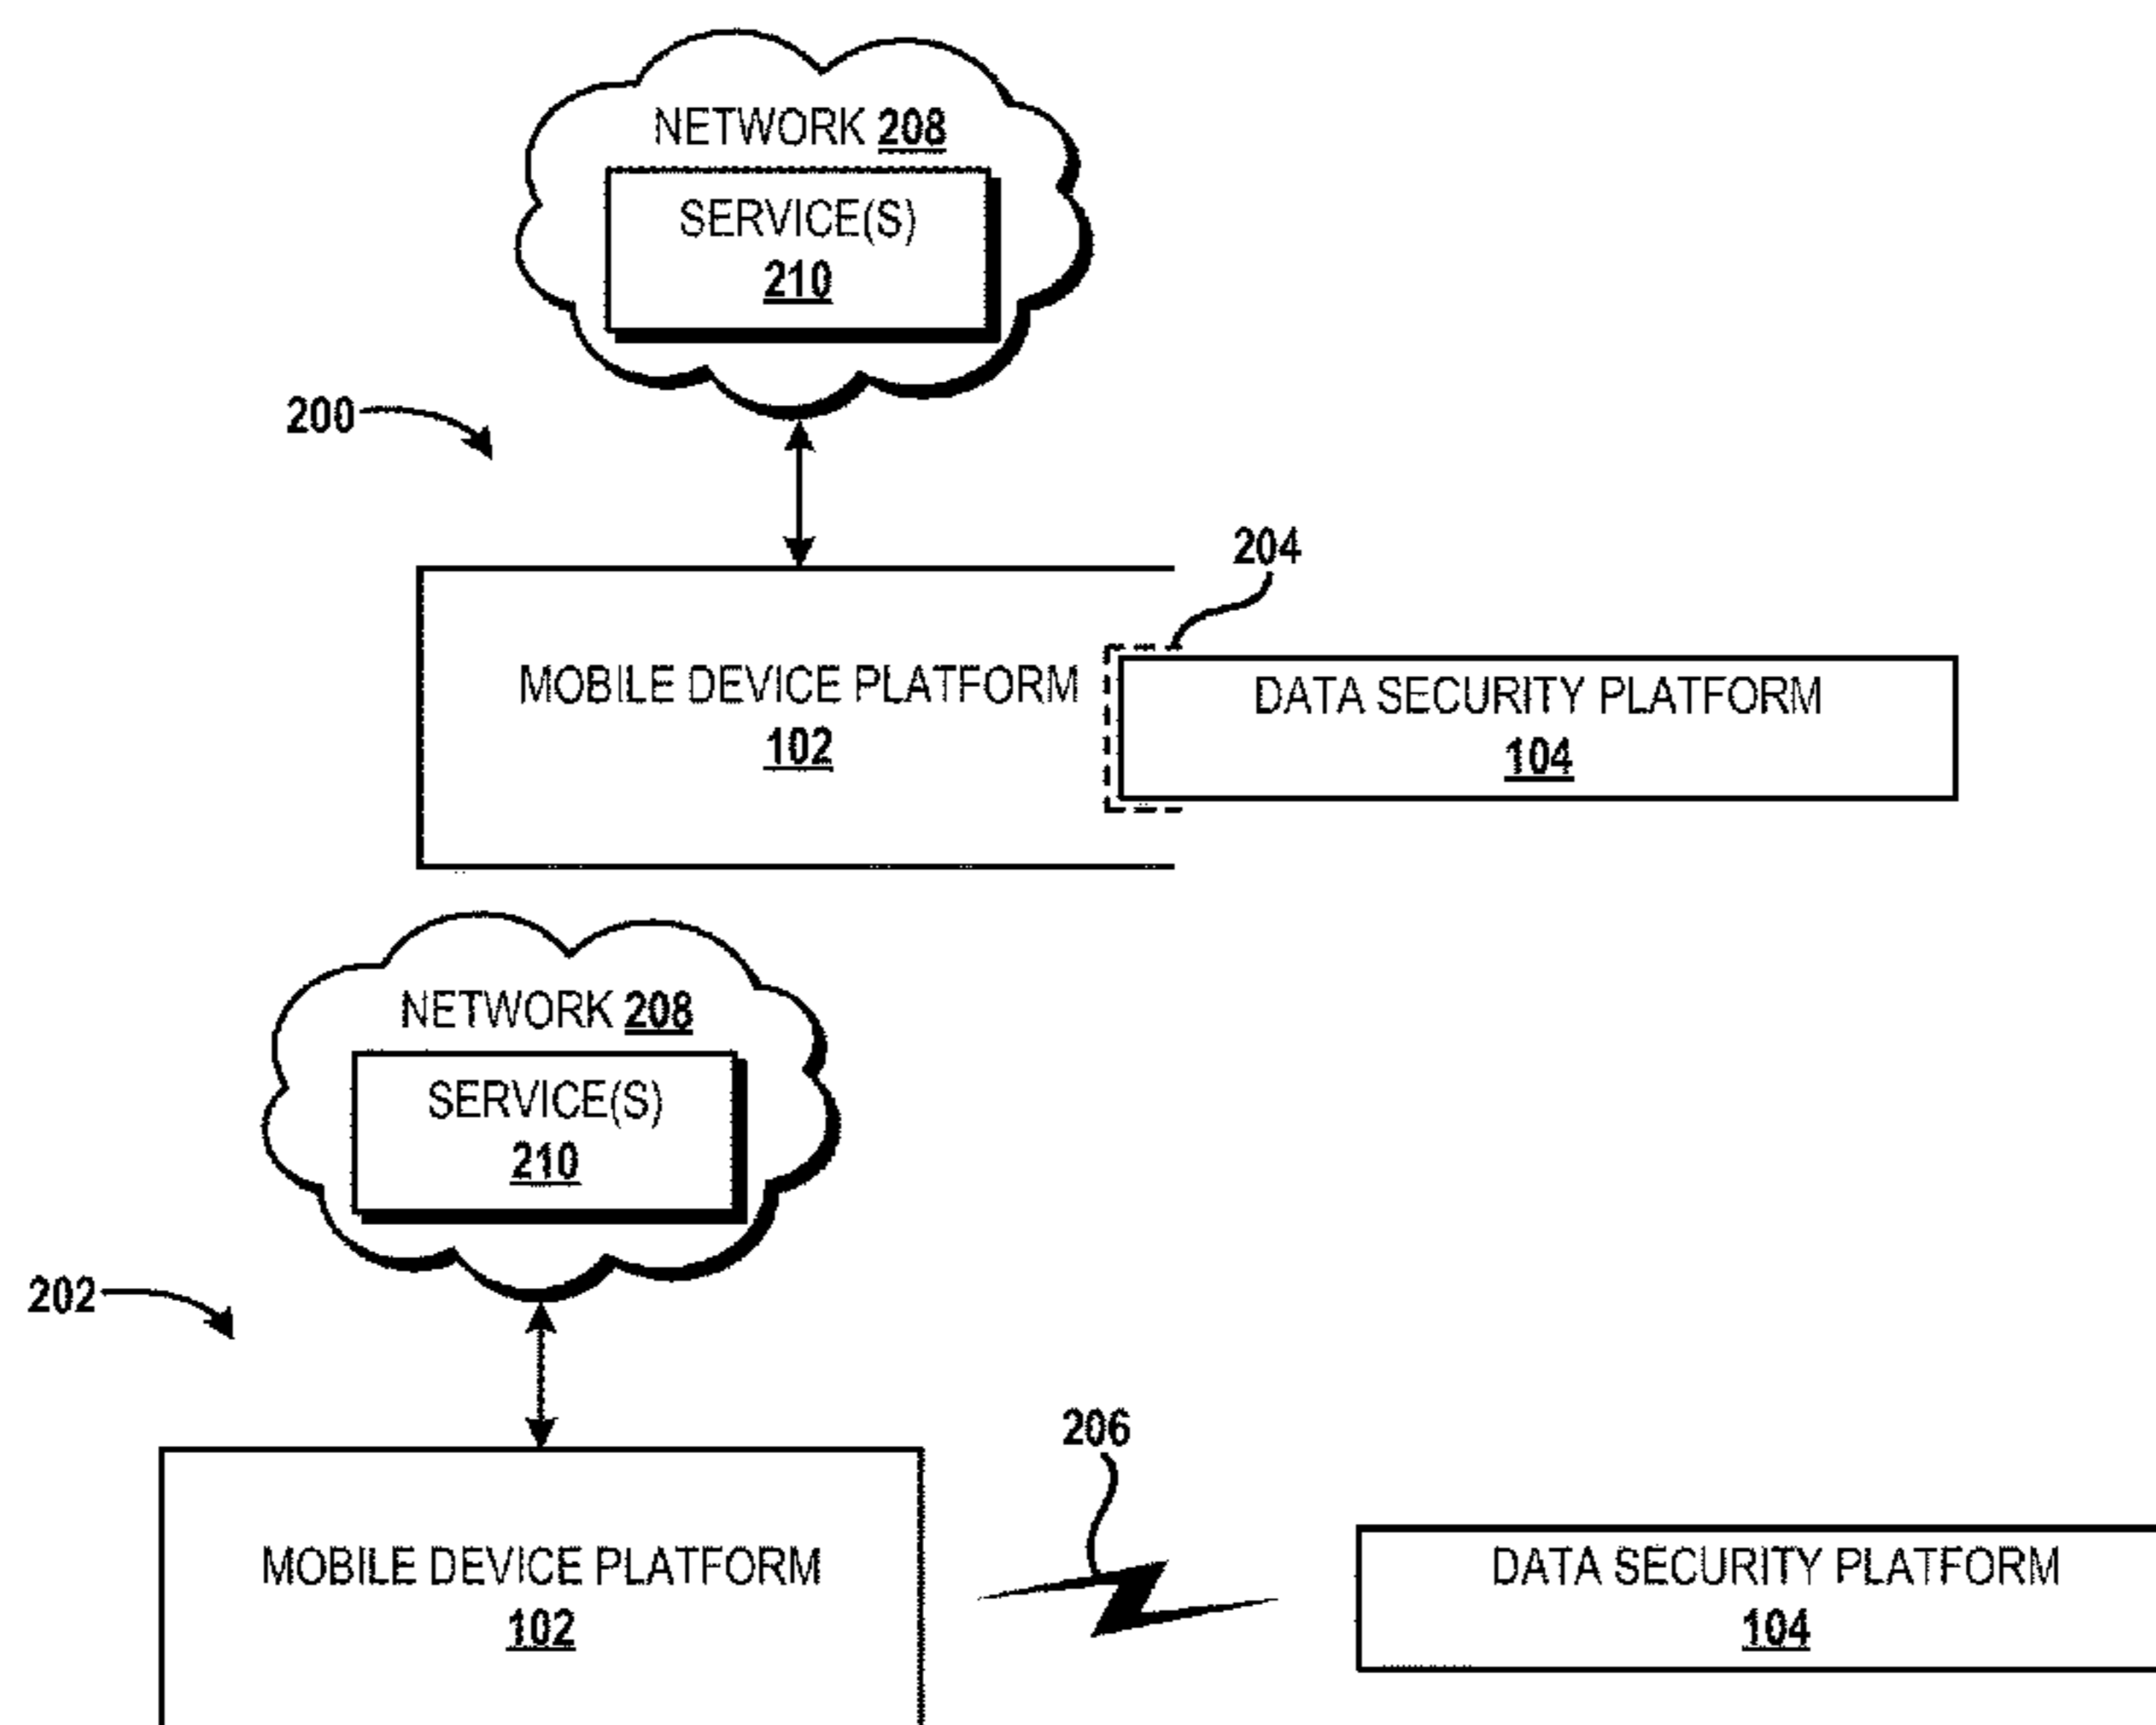 NETWORK 208
SERVICE(S)
210
200
204
MOBILE DEVICE PLATFORM
102
DATA SECURITY PLATFORM
104
NETWORK 208
SERVICE(S)
210
202
206
MOBILE DEVICE PLATFORM
102
DATA SECURITY PLATFORM
104